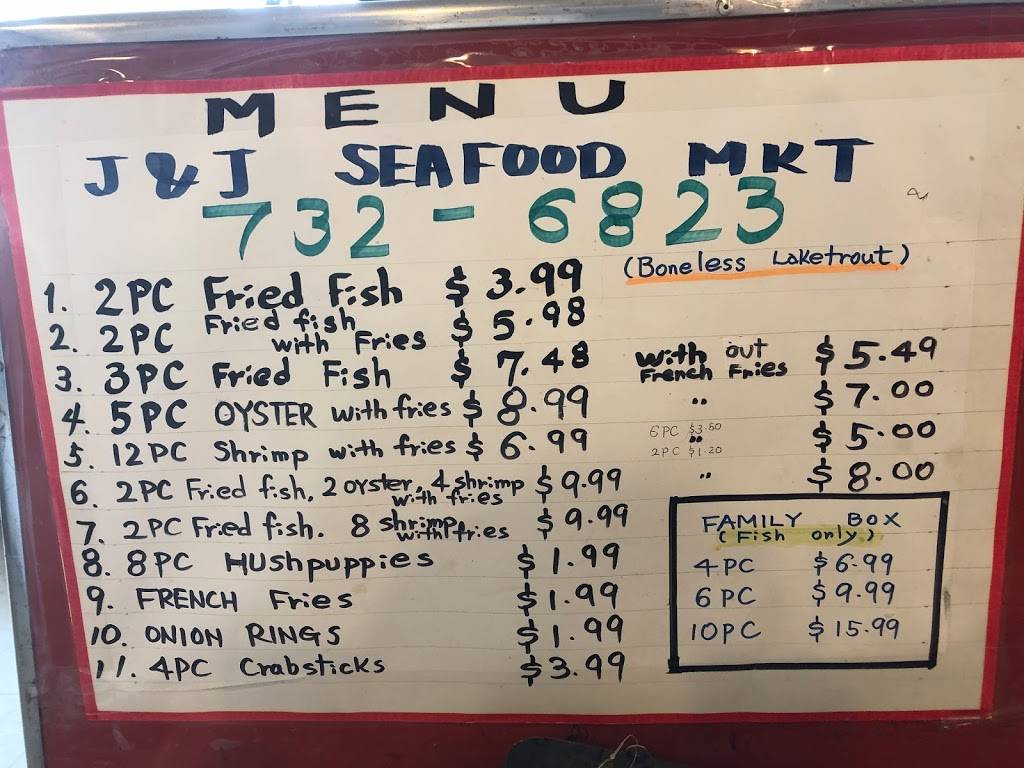 MENU
J & J SEAFOOD MKT
732-6823
(Boneless Laketrout)
1. 2PC Fried Fish $3.99
2. 2PC Fried fish with Fries $5.98
3. 3PC Fried Fish $7.48 with out French Fries $5.49
4. 5PC OYSTER with fries $8.99 " $7.00
5. 12PC Shrimp with fries $6.99 6PC $3.50 " 2PC $1.20 $5.00
6. 2PC Fried fish, 2 oyster, 4 shrimp with fries $9.99 " $8.00
7. 2PC Fried fish. 8 shrimp with fries $9.99
8. 8PC HUshpuppies $1.99
9. FRENCH Fries $1.99
10. ONION RINGS $1.99
11. 4PC Crabsticks $3.99
FAMILY BOX
(Fish only)
4PC $6.99
6PC $9.99
10PC $15.99